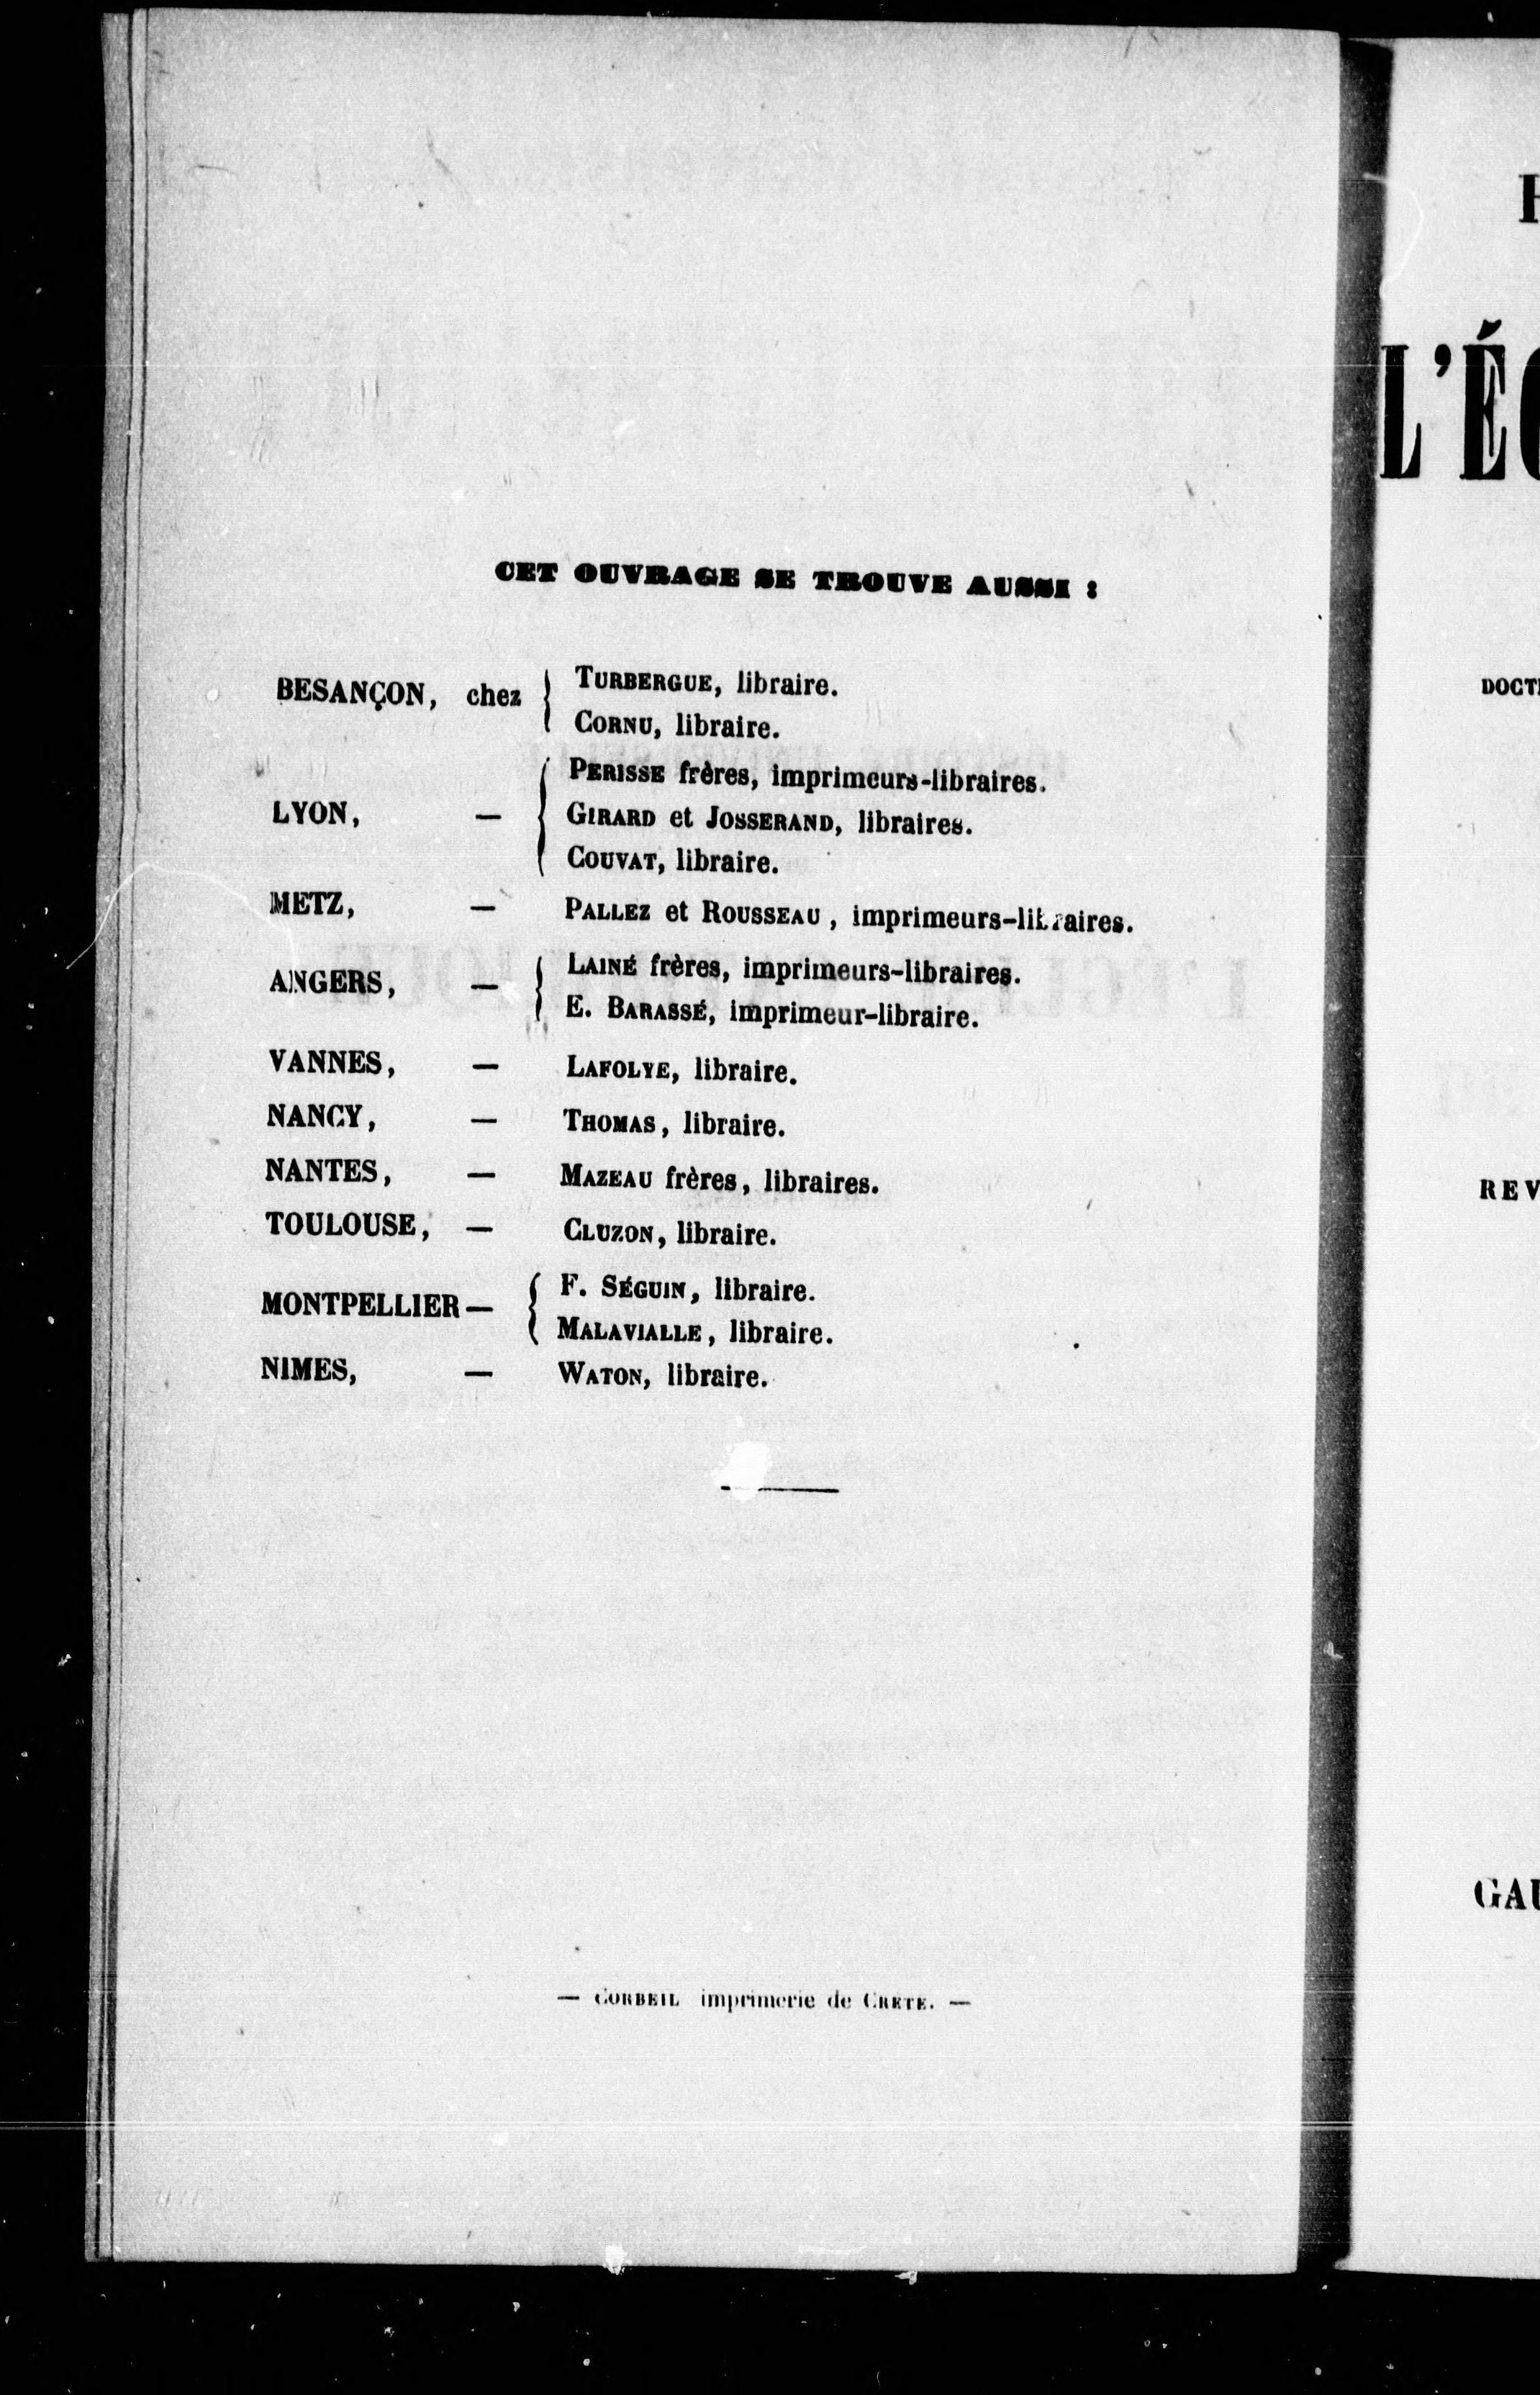 CET OUVRAGE SE TROUVE AUSSI :
BESANÇON, chez { TURBERGUE, libraire.
CORNU, libraire.
LYON, — { PERISSE frères, imprimeurs-libraires.
GIRARD et JOSSERAND, libraires.
COUVAT, libraire.
METZ, — PALLEZ et ROUSSEAU, imprimeurs-libraires.
ANGERS, — { LAINÉ frères, imprimeurs-libraires.
E. BARASSÉ, imprimeur-libraire.
VANNES, — LAFOLYE, libraire.
NANCY, — THOMAS, libraire.
NANTES, — MAZEAU frères, libraires.
TOULOUSE, — CLUZON, libraire.
MONTPELLIER — { F. SÉGUIN, libraire.
MALAVIALLE, libraire.
NIMES, — WATON, libraire.
— CORBEIL imprimerie de CRETE. —
H
L'ÉG
DOCT
REV
GAU